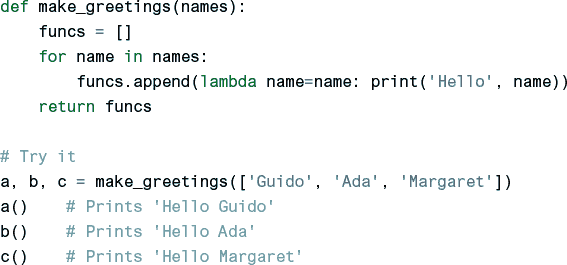 def make_greetings(names):
    funcs = []
    for name in names:
        funcs.append(lambda name=name: print('Hello', name))
    return funcs

# Try it
a, b, c = make_greetings(['Guido', 'Ada', 'Margaret'])
a()    # Prints 'Hello Guido'
b()    # Prints 'Hello Ada'
c()    # Prints 'Hello Margaret'